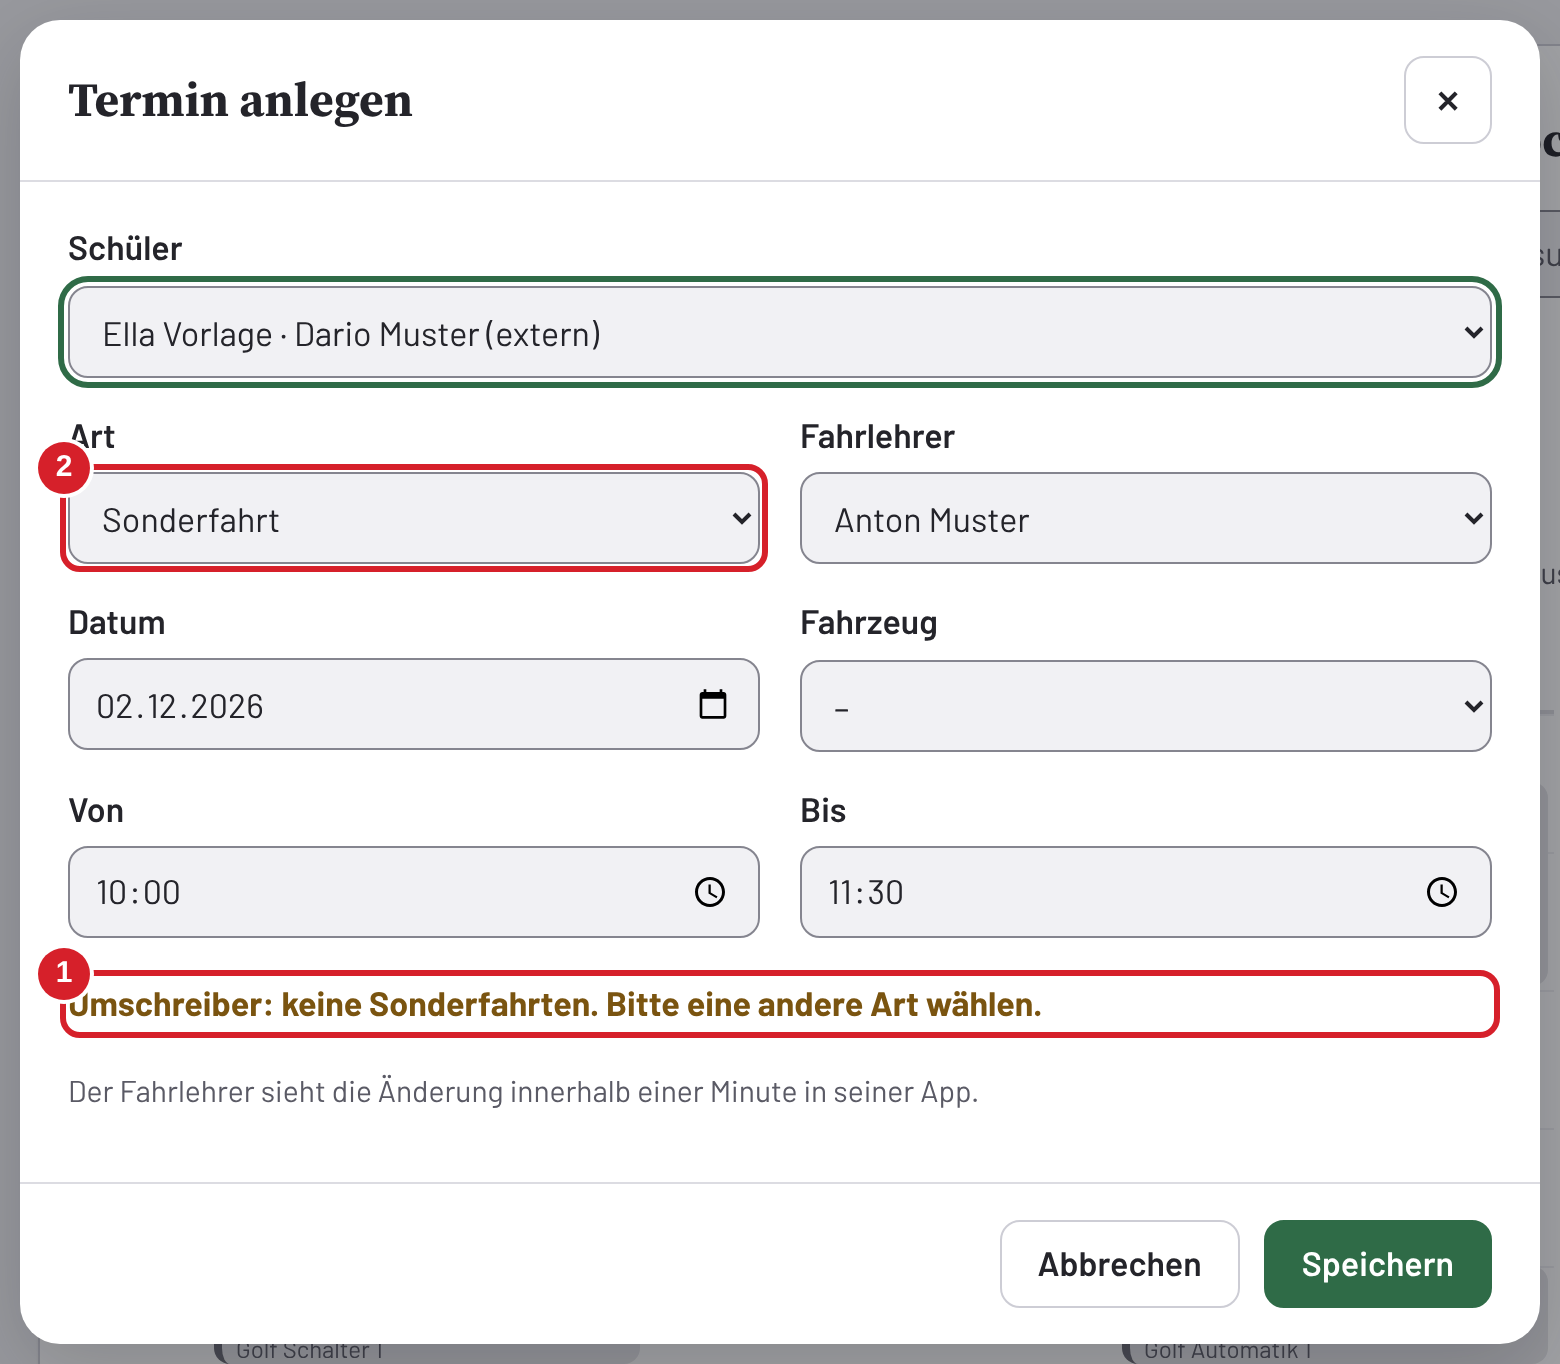 Termin anlegen
×
Schüler
Ella Vorlage · Dario Muster (extern)
Art
Fahrlehrer
2
Sonderfahrt
Anton Muster
Datum
Fahrzeug
02.12.2026
–
Von
Bis
10:00
11:30
1
Umschreiber: keine Sonderfahrten. Bitte eine andere Art wählen.
Der Fahrlehrer sieht die Änderung innerhalb einer Minute in seiner App.
Abbrechen
Speichern
Golf Schalter 1
Golf Automatik 1